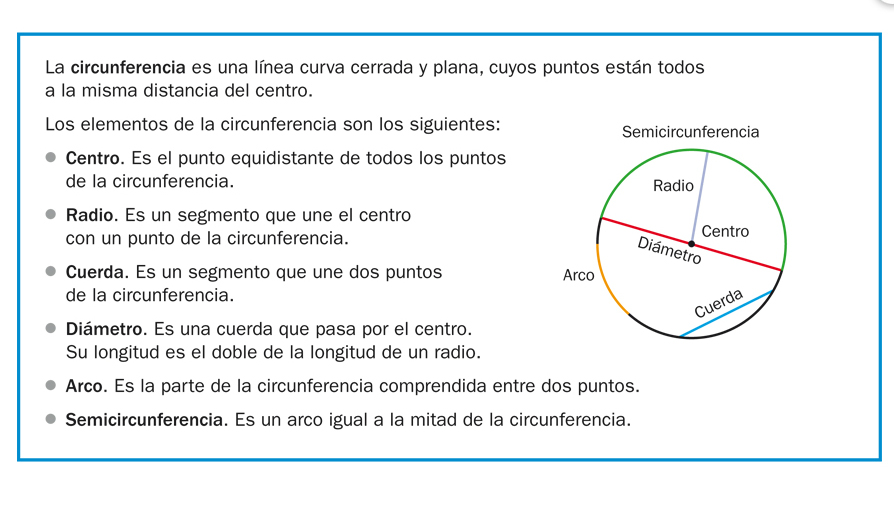 La circunferencia es una línea curva cerrada y plana, cuyos puntos están todos
a la misma distancia del centro.
Los elementos de la circunferencia son los siguientes:
Centro. Es el punto equidistante de todos los puntos
de la circunferencia.
Radio. Es un segmento que une el centro
con un punto de la circunferencia.
Cuerda. Es un segmento que une dos puntos
de la circunferencia.
Diámetro. Es una cuerda que pasa por el centro.
Su longitud es el doble de la longitud de un radio.
Arco. Es la parte de la circunferencia comprendida entre dos puntos.
Semicircunferencia. Es un arco igual a la mitad de la circunferencia.
Semicircunferencia
Radio
Centro
Diámetro
Arco
Cuerda